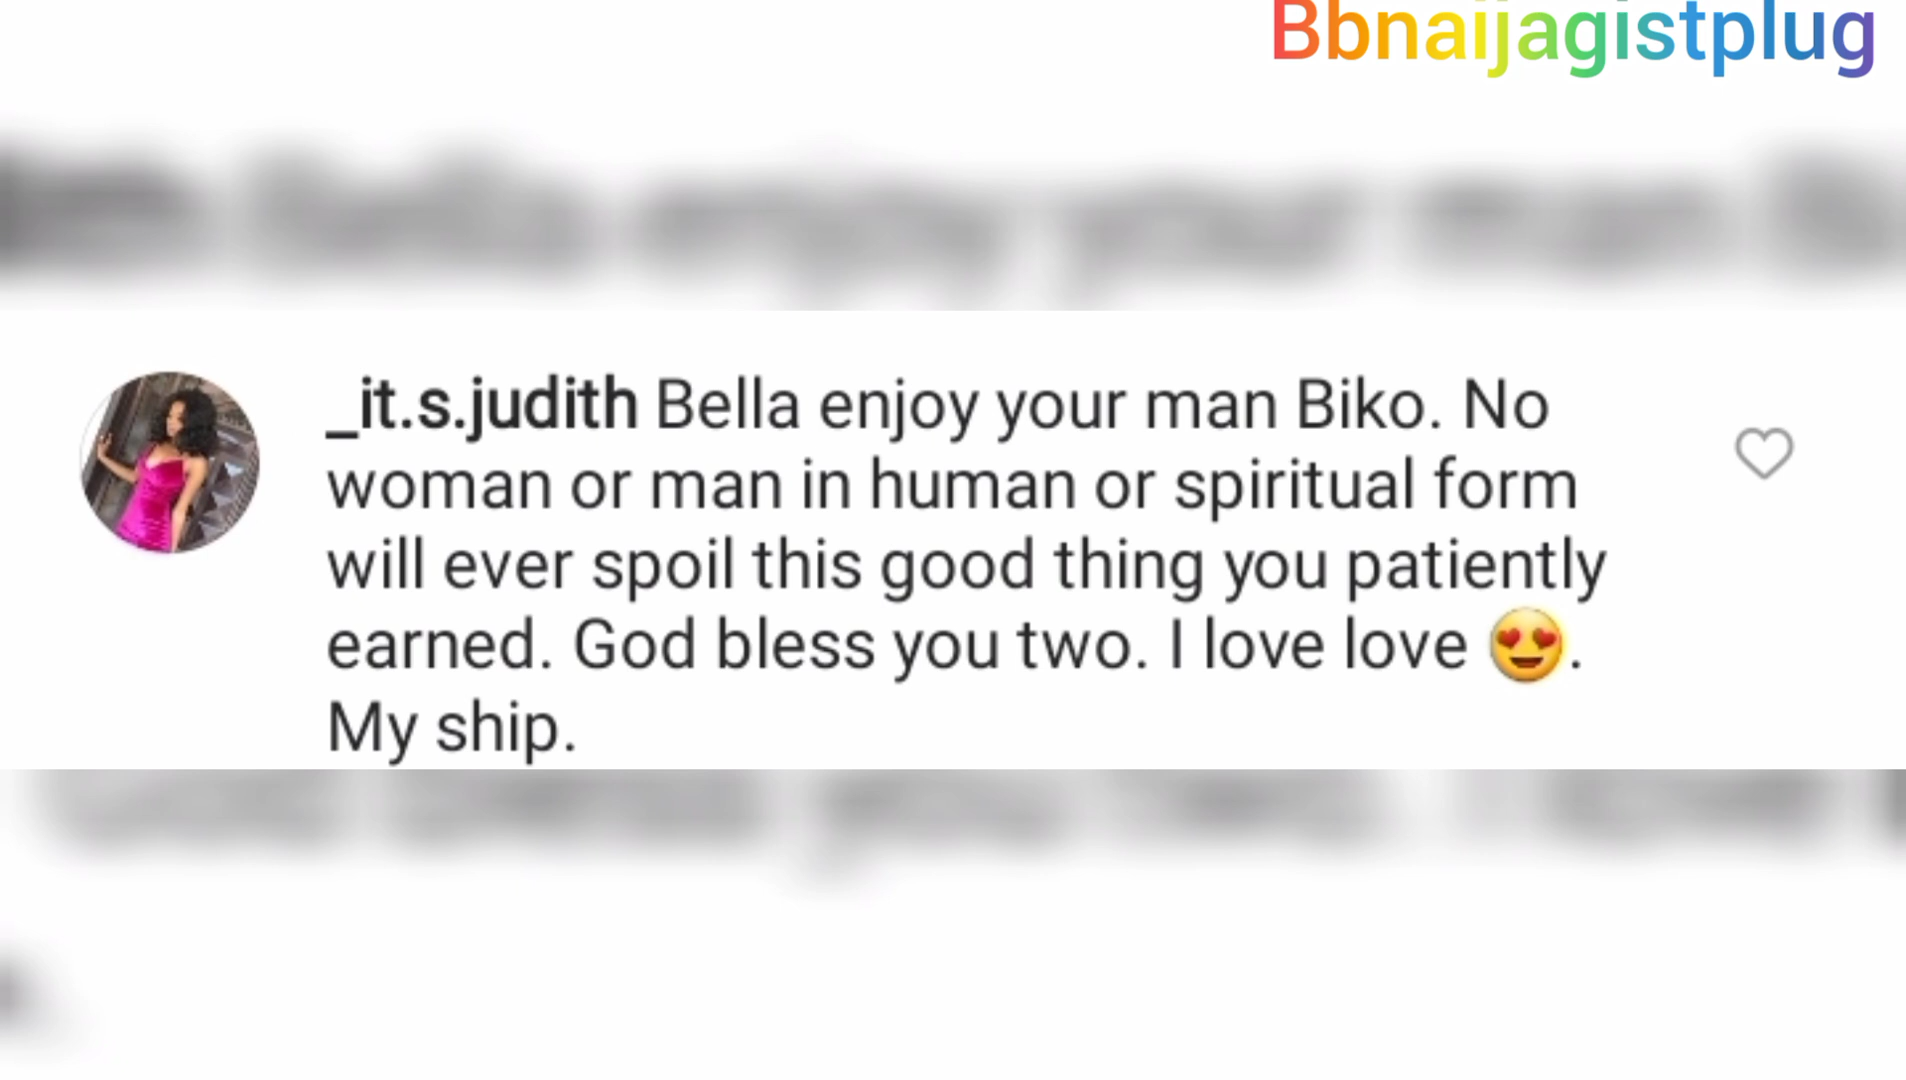 Bbnaijagistplug
_it.s.judith Bella enjoy your man Biko. No
woman or man in human or spiritual form
will ever spoil this good thing you patiently
earned. God bless you two. I love love 😍.
My ship.